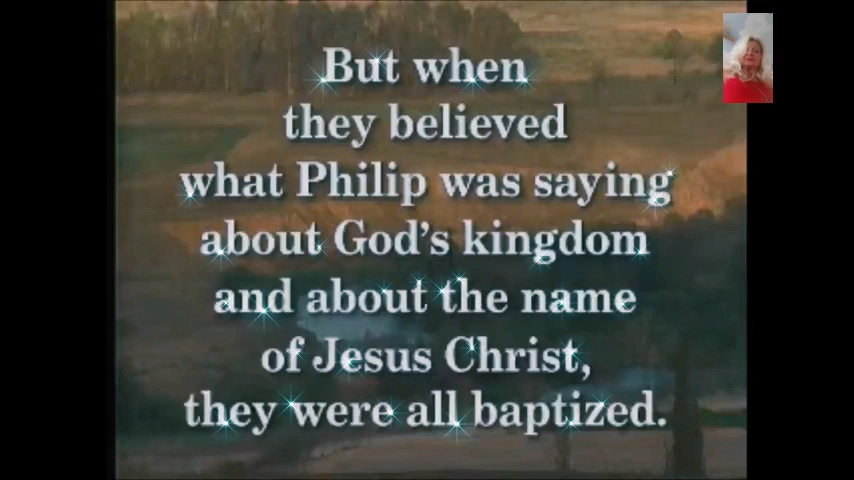 But when
they believed
what Philip was saying
about God's kingdom
and about the name
of Jesus Christ,
they were all baptized.